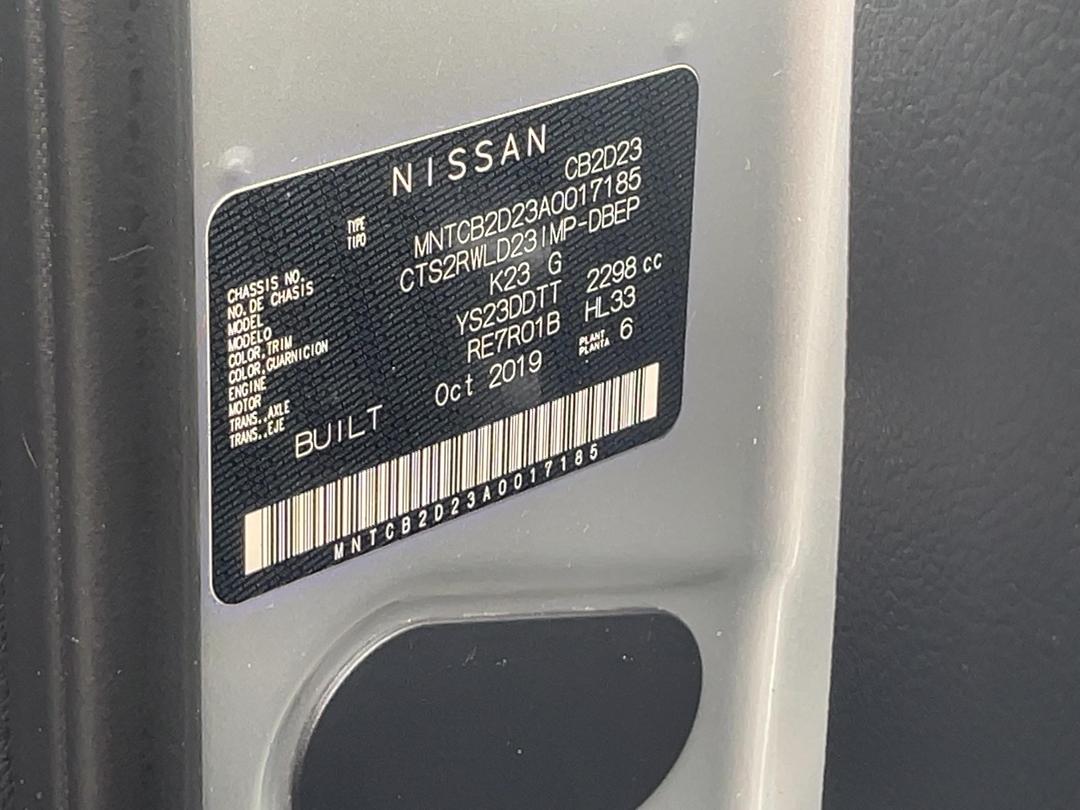 NISSAN
TYPE
TIPO
CB2D23
CHASSIS NO.
NO. DE CHASIS
MNTCB2D23A0017185
MODEL
MODELO
CTS2RWLD23IMP-DBEP
COLOR,TRIM
COLOR,GUARNICION
K23 G
ENGINE
MOTOR
YS23DDTT 2298 cc
TRANS.,AXLE
TRANS.,EJE
RE7R01B HL33
BUILT Oct 2019
PLANT
PLANTA
6
MNTCB2D23A0017185